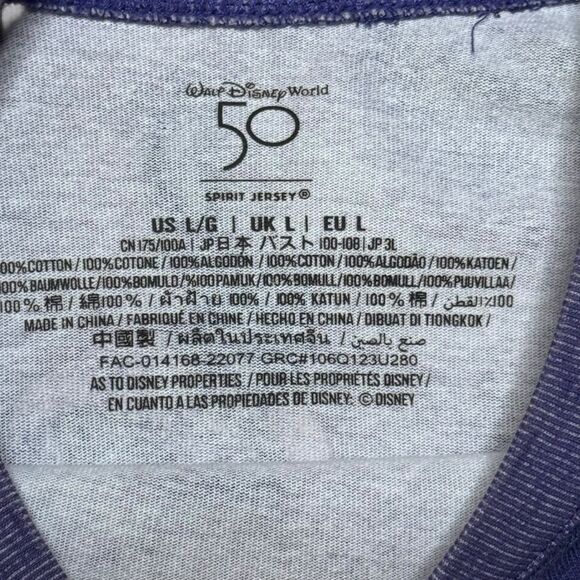 Walt Disney World
50
SPIRIT JERSEY®
US L/G | UK L | EU L
CN 175/100A | JP日本 バスト 100-108 | JP 3L
100%COTTON / 100%COTONE / 100%ALGODÓN / 100%COTON / 100%ALGODÃO / 100%KATOEN /
100%BAUMWOLLE / 100%BOMULD / %100PAMUK / 100%BOMULL / 100%BOMULL / 100%PUUVILLAA /
100 % 棉 / 綿100 % / ผ้าฝ้าย 100% / 100% KATUN / 100 % 棉 / القطن ٪100 /
MADE IN CHINA / FABRIQUÉ EN CHINE / HECHO EN CHINA / DIBUAT DI TIONGKOK /
中國製 / ผลิตในประเทศจีน / صنع بالصين
FAC-014168-22077 GRC#106Q123U280
AS TO DISNEY PROPERTIES / POUR LES PROPRIÉTÉS DISNEY /
EN CUANTO A LAS PROPIEDADES DE DISNEY: ©DISNEY